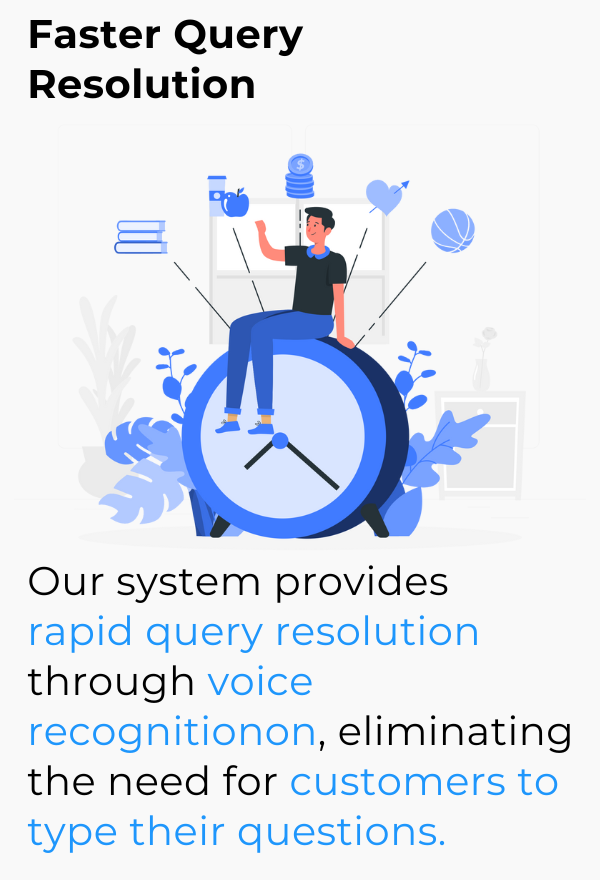 Faster Query
Resolution
$
Our system provides
rapid query resolution
through voice
recognitionon, eliminating
the need for customers to
type their questions.